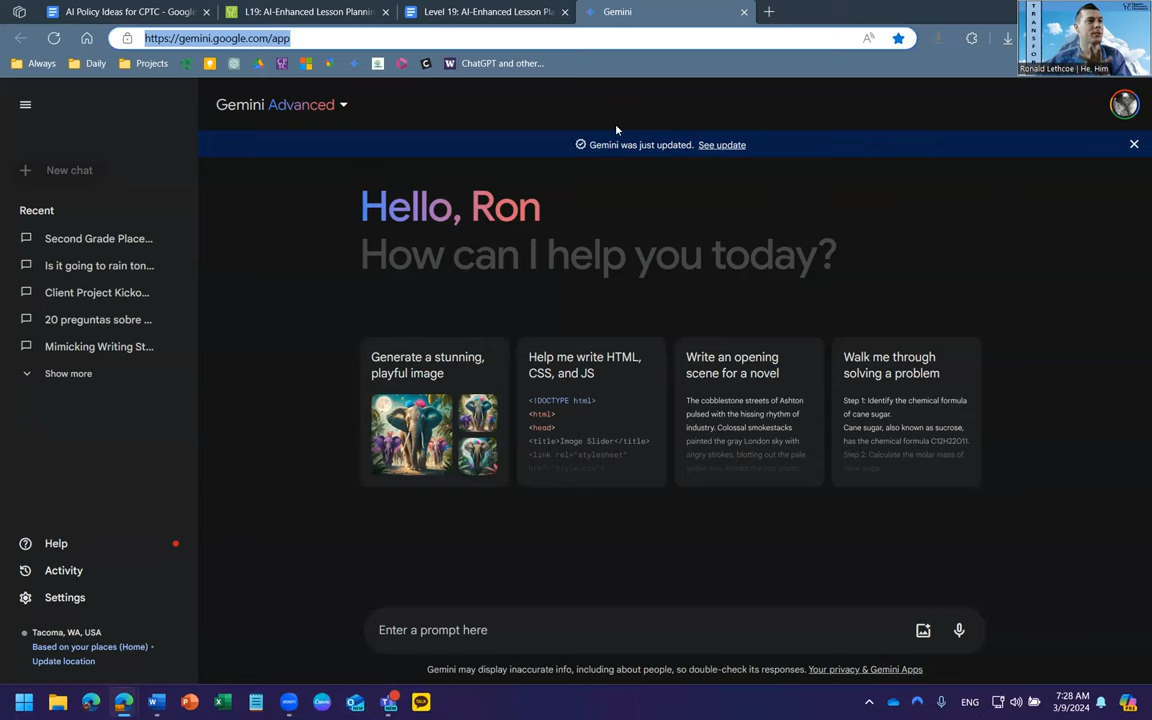 AI Policy Ideas for CPTC - Google
L19: AI-Enhanced Lesson Plannin
Level 19: AI-Enhanced Lesson Pla
Gemini
https://gemini.google.com/app
Always
Daily
Projects
ChatGPT and other...
TRANSFOR
Ronald Lethcoe | He, Him
Gemini Advanced
Gemini was just updated. See update
New chat
Recent
Second Grade Place...
Is it going to rain ton...
Client Project Kicko...
20 preguntas sobre ...
Mimicking Writing St...
Show more
Hello, Ron
How can I help you today?
Generate a stunning,
playful image
Help me write HTML,
CSS, and JS
<!DOCTYPE html>
<html>
<head>
<title>Image Slider</title>
<link rel="stylesheet"
href="style.css">
Write an opening
scene for a novel
The cobblestone streets of Ashton
pulsed with the hissing rhythm of
industry. Colossal smokestacks
painted the gray London sky with
angry strokes, blotting out the pale
Walk me through
solving a problem
Step 1: Identify the chemical formula
of cane sugar.
Cane sugar, also known as sucrose,
has the chemical formula C12H22O11.
Step 2: Calculate the molar mass of
cane sugar.
Help
Activity
Settings
Tacoma, WA, USA
Based on your places (Home) •
Update location
Enter a prompt here
Gemini may display inaccurate info, including about people, so double-check its responses. Your privacy & Gemini Apps
ENG
7:28 AM
3/9/2024